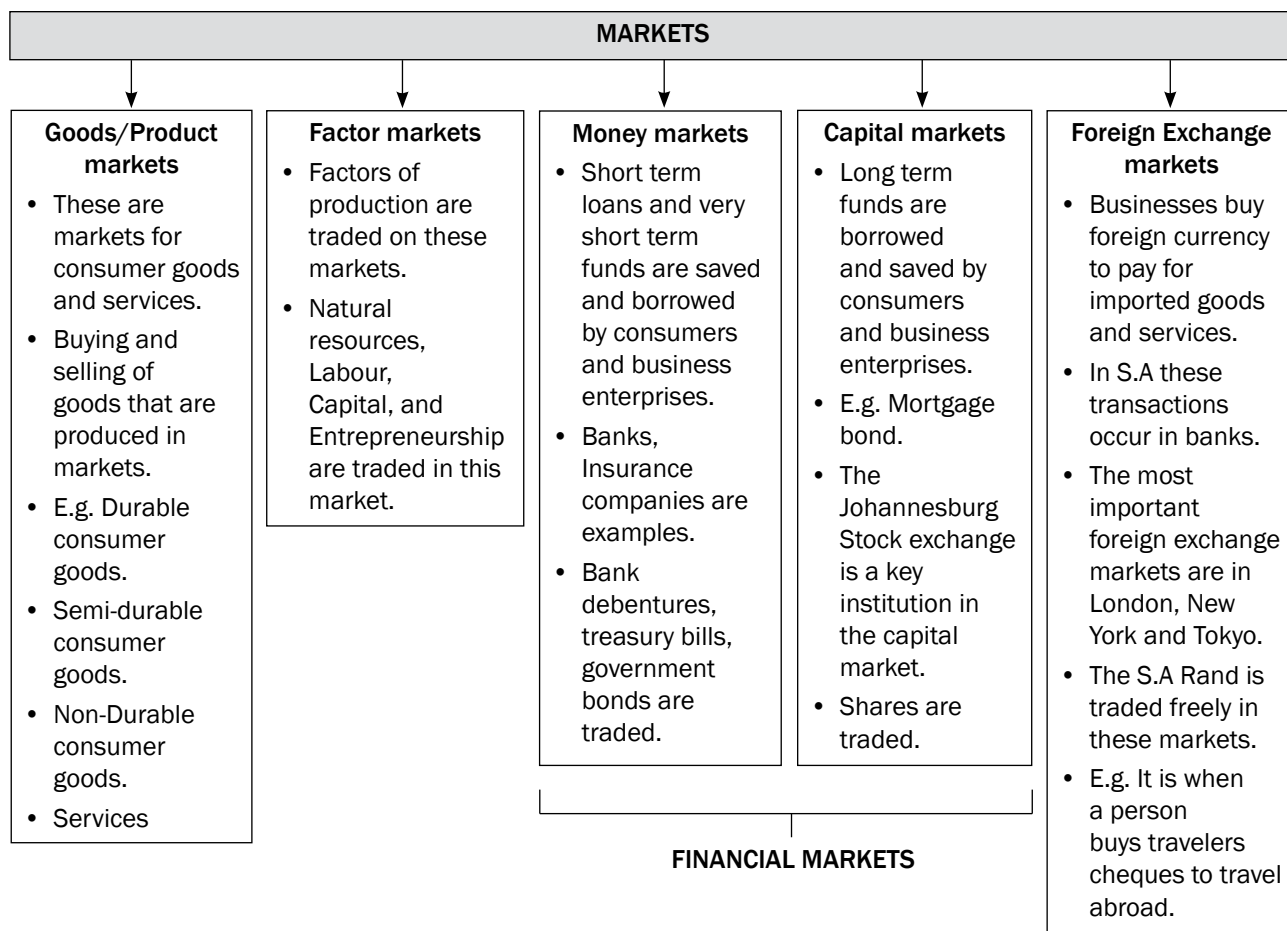 MARKETS
Goods/Product
markets
• These are
markets for
consumer goods
and services.
• Buying and
selling of
goods that are
produced in
markets.
• E.g. Durable
consumer
goods.
• Semi-durable
consumer
goods.
• Non-Durable
consumer
goods.
• Services
Factor markets
• Factors of
production are
traded on these
markets.
• Natural
resources,
Labour,
Capital, and
Entrepreneurship
are traded in this
market.
Money markets
• Short term
loans and very
short term
funds are saved
and borrowed
by consumers
and business
enterprises.
• Banks,
Insurance
companies are
examples.
• Bank
debentures,
treasury bills,
government
bonds are
traded.
Capital markets
• Long term
funds are
borrowed
and saved by
consumers
and business
enterprises.
• E.g. Mortgage
bond.
• The
Johannesburg
Stock exchange
is a key
institution in
the capital
market.
• Shares are
traded.
FINANCIAL MARKETS
Foreign Exchange
markets
• Businesses buy
foreign currency
to pay for
imported goods
and services.
• In S.A these
transactions
occur in banks.
• The most
important
foreign exchange
markets are in
London, New
York and Tokyo.
• The S.A Rand is
traded freely in
these markets.
• E.g. It is when
a person
buys travelers
cheques to travel
abroad.